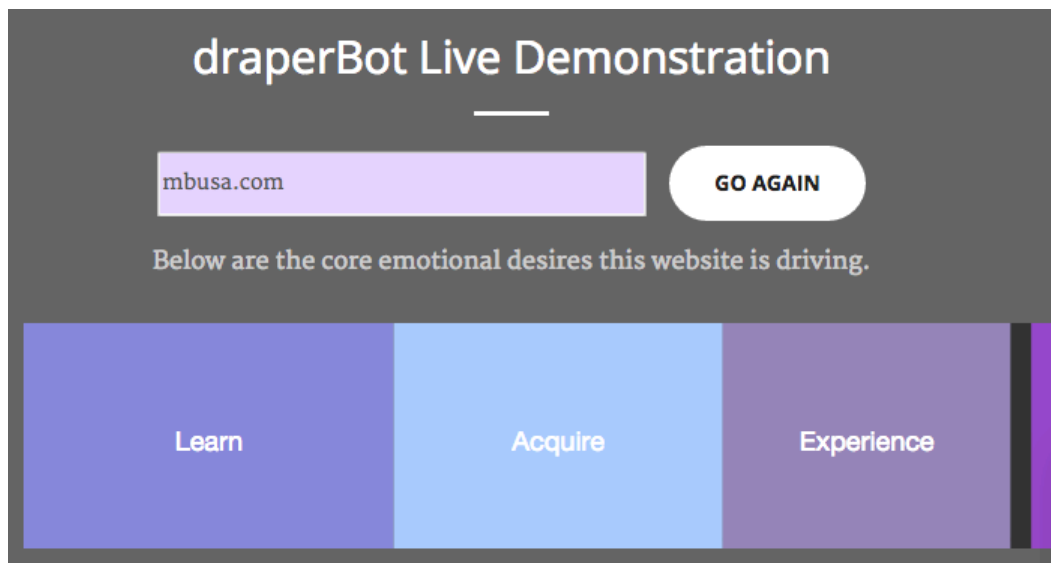 draperBot Live Demonstration
mbusa.com
GO AGAIN
Below are the core emotional desires this website is driving.
Learn
Acquire
Experience